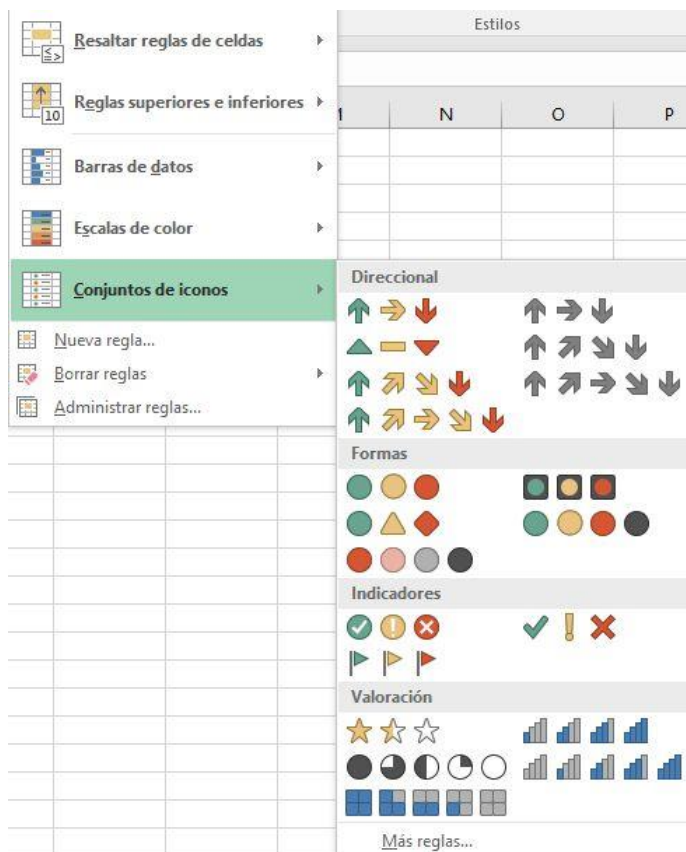 Estilos
Resaltar reglas de celdas
Reglas superiores e inferiores
10
N
O
P
Barras de datos
Escalas de color
Conjuntos de iconos
Nueva regla...
Borrar reglas
Administrar reglas...
Direccional
Formas
Indicadores
Valoración
Más reglas...